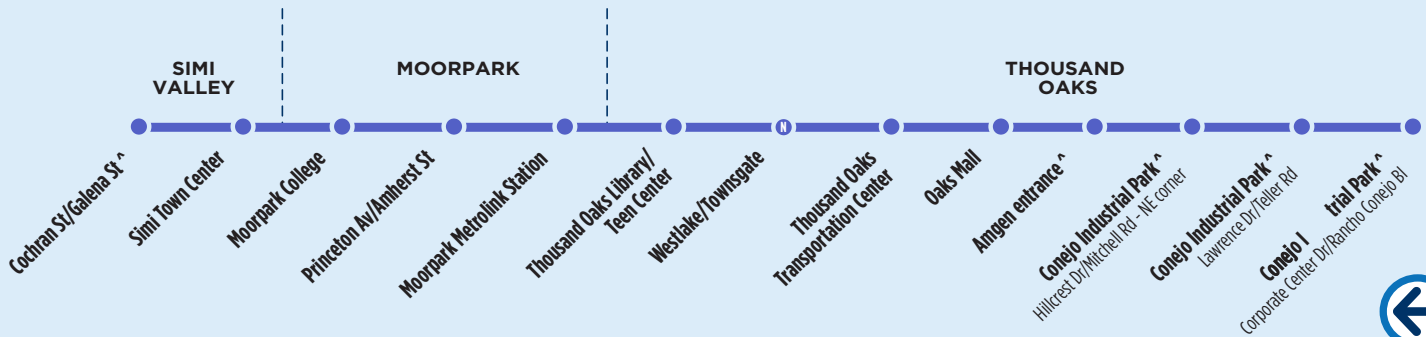 SIMI
VALLEY
MOORPARK
THOUSAND
OAKS
N
Cochran St/Galena St ^
Simi Town Center
Moorpark College
Princeton Av/Amherst St
Moorpark Metrolink Station
Thousand Oaks Library/
Teen Center
Westlake/Townsgate
Thousand Oaks
Transportation Center
Oaks Mall
Amgen entrance ^
Conejo Industrial Park ^
Hillcrest Dr/Mitchell Rd - NE corner
Conejo Industrial Park ^
Lawrence Dr/Teller Rd
Conejo I trial Park ^
Corporate Center Dr/Rancho Conejo Bl